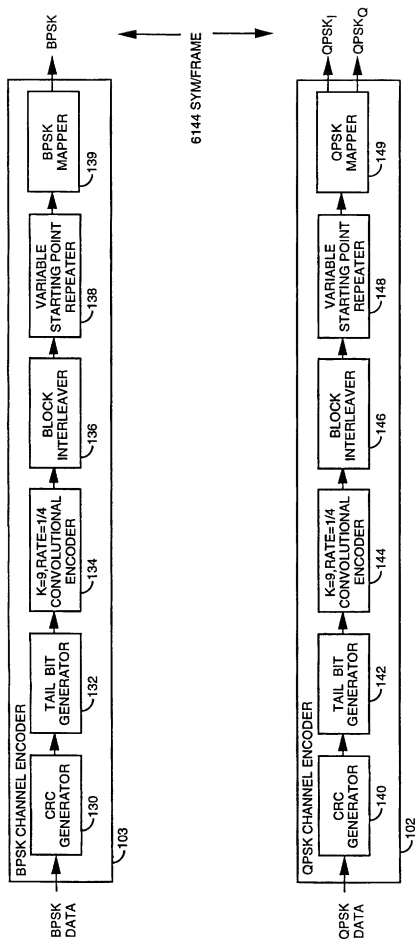 BPSK CHANNEL ENCODER
BPSK
DATA
CRC
GENERATOR
130
TAIL BIT
GENERATOR
132
K=9,RATE=1/4
CONVOLUTIONAL
ENCODER
134
BLOCK
INTERLEAVER
136
VARIABLE
STARTING POINT
REPEATER
138
BPSK
MAPPER
139
BPSK
103
6144 SYM/FRAME
QPSK CHANNEL ENCODER
QPSK
DATA
CRC
GENERATOR
140
TAIL BIT
GENERATOR
142
K=9,RATE=1/4
CONVOLUTIONAL
ENCODER
144
BLOCK
INTERLEAVER
146
VARIABLE
STARTING POINT
REPEATER
148
QPSK
MAPPER
149
QPSKI
QPSKQ
102